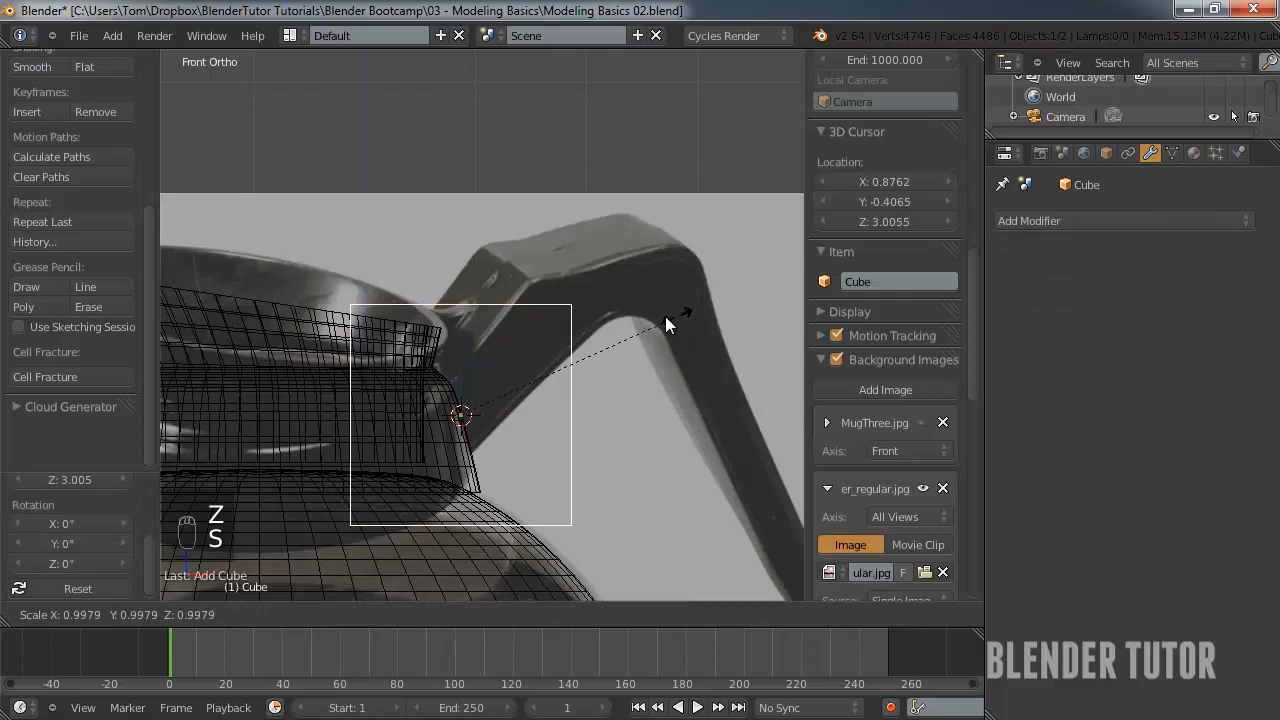 Blender* [C:\Users\Tom\Dropbox\BlenderTutor Tutorials\Blender Bootcamp\03 - Modeling Basics\Modeling Basics 02.blend]
File Add Render Window Help Default Scene Cycles Render v2.64 | Verts:4746 | Faces:4486 | Objects:1/2 | Lamps:0/0 | Mem:15.13M (4.22M) | Cube
Shading:
Smooth Flat
Keyframes:
Insert Remove
Motion Paths:
Calculate Paths
Clear Paths
Repeat:
Repeat Last
History...
Grease Pencil:
Draw Line
Poly Erase
Use Sketching Sessio
Cell Fracture:
Cell Fracture
Cloud Generator
Z: 3.005
Rotation
X: 0°
Y: 0°
Z: 0°
Reset
Front Ortho
Z
S
Last: Add Cube
(1) Cube
Scale X: 0.9979 Y: 0.9979 Z: 0.9979
End: 1000.000
Local Camera:
Camera
3D Cursor
Location:
X: 0.8762
Y: -0.4065
Z: 3.0055
Item
Cube
Display
Motion Tracking
Background Images
Add Image
MugThree.jpg
Axis: Front
er_regular.jpg
Axis: All Views
Image Movie Clip
ular.jpg F
Source: Single Imag
View Search All Scenes
RenderLayers
World
Camera
Cube
Add Modifier
BLENDER TUTOR
-40 -20 0 20 40 60 80 100 120 140 160 180 200 220 240 260
View Marker Frame Playback Start: 1 End: 250 1 No Sync